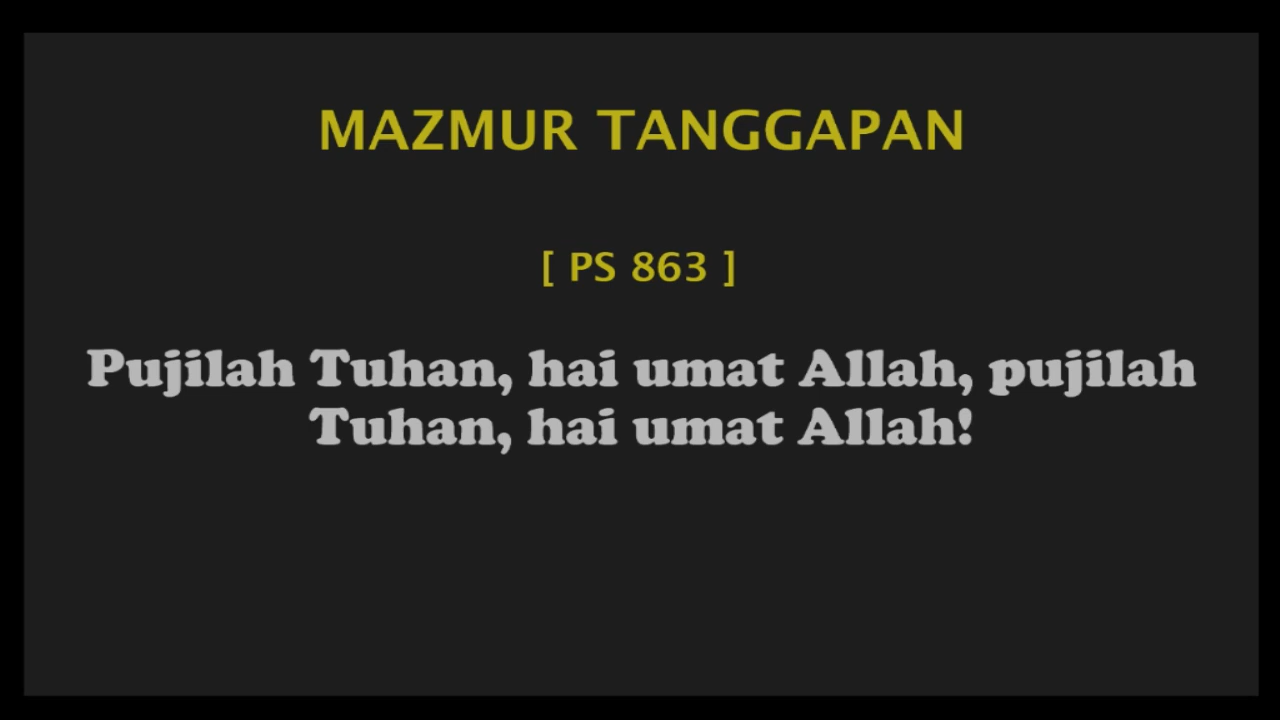 MAZMUR TANGGAPAN
[ PS 863 ]
Pujilah Tuhan, hai umat Allah, pujilah
Tuhan, hai umat Allah!